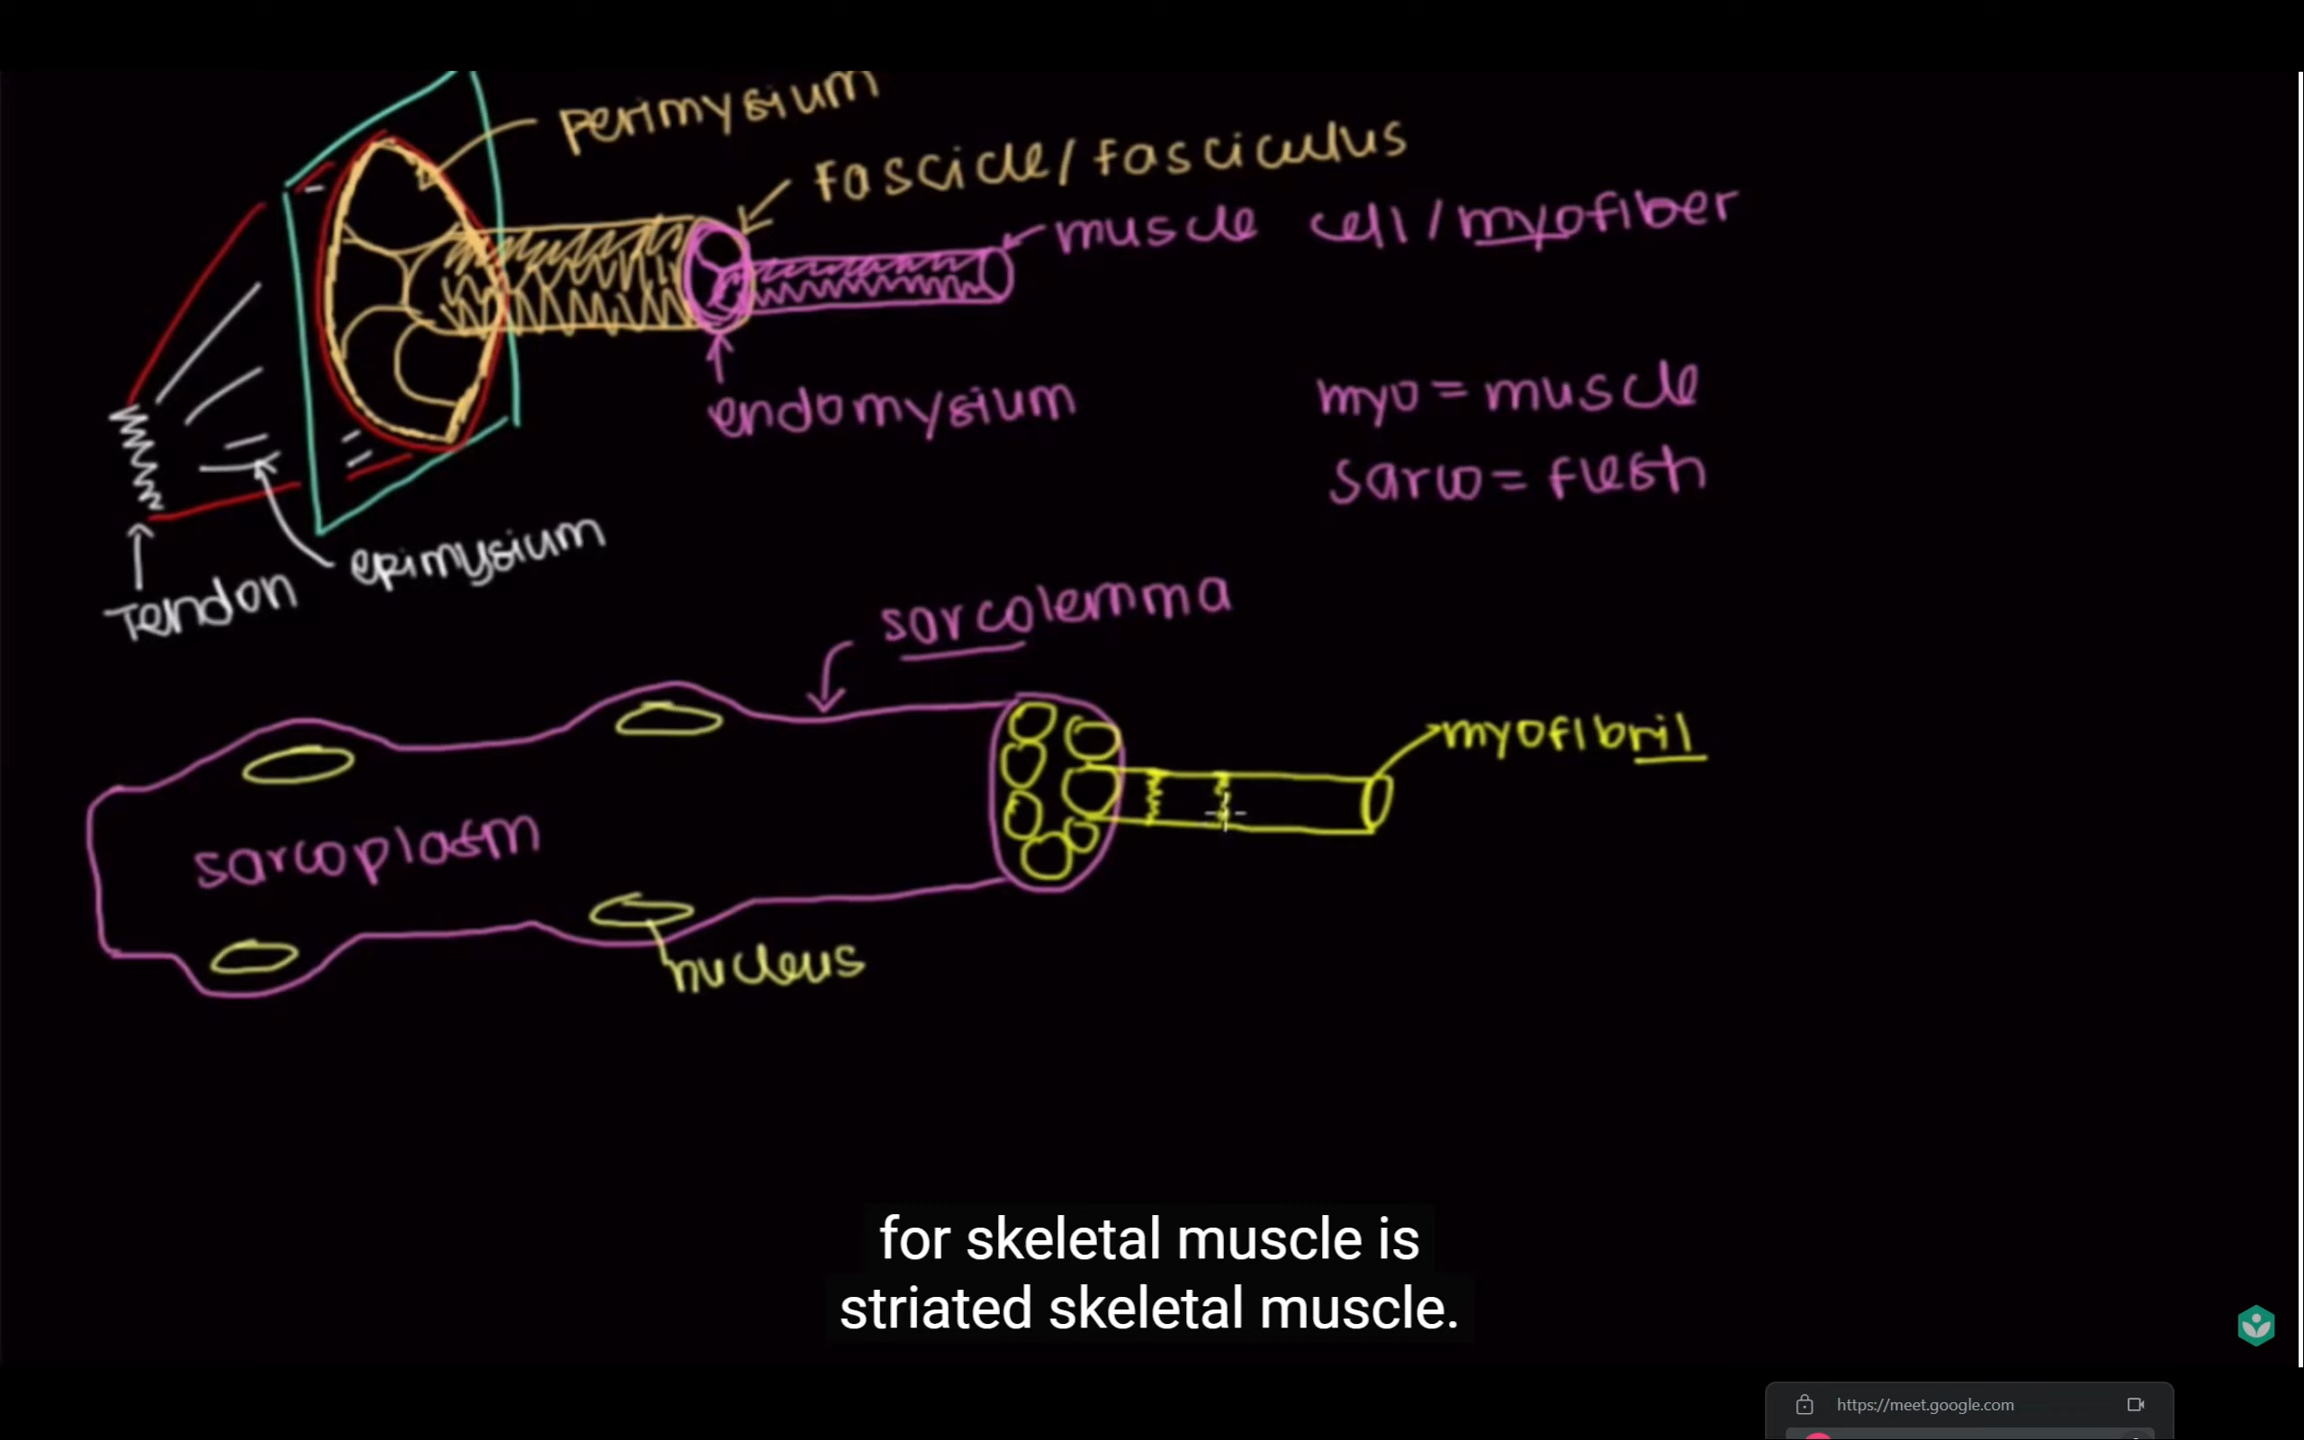 perimysium
fascicle/fasciculus
muscle cell/myofiber
endomysium
myo = muscle
sarco = flesh
epimysium
Tendon
sarcolemma
myofibril
sarcoplasm
nucleus
for skeletal muscle is
striated skeletal muscle.
https://meet.google.com